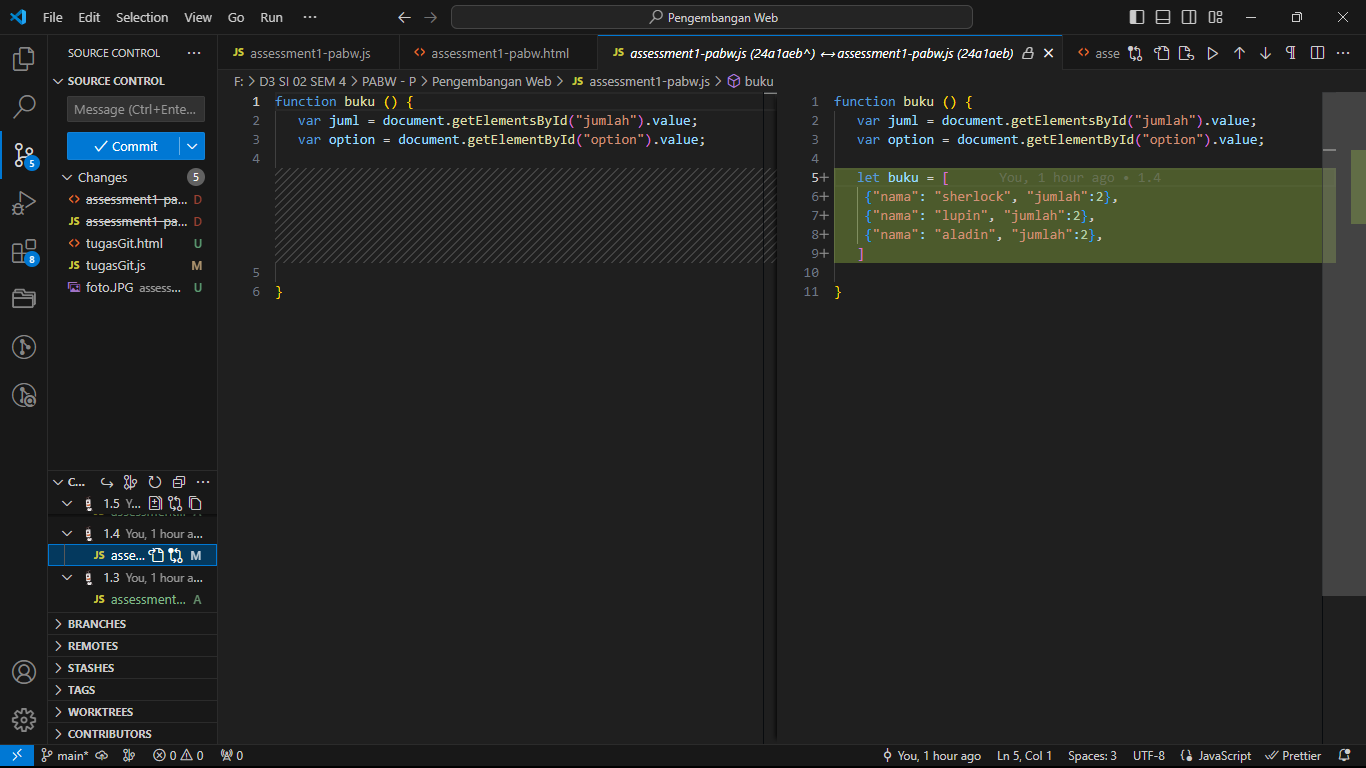 File Edit Selection View Go Run ··· Pengembangan Web
SOURCE CONTROL ···
SOURCE CONTROL
Message (Ctrl+Ente...
Commit
Changes 5
assessment1-pa... D
assessment1-pa... D
tugasGit.html U
tugasGit.js M
foto.JPG assess... U
5
8
C... ···
1.5 Y...
1.4 You, 1 hour a...
JS asse... M
1.3 You, 1 hour a...
JS assessment... A
BRANCHES
REMOTES
STASHES
TAGS
WORKTREES
CONTRIBUTORS
JS assessment1-pabw.js <> assessment1-pabw.html JS assessment1-pabw.js (24a1aeb^) ↔ assessment1-pabw.js (24a1aeb) <> asse ···
F: > D3 SI 02 SEM 4 > PABW - P > Pengembangan Web > JS assessment1-pabw.js > buku
1 function buku () {
2 var juml = document.getElementsById("jumlah").value;
3 var option = document.getElementById("option").value;
4
5
6 }
1 function buku () {
2 var juml = document.getElementsById("jumlah").value;
3 var option = document.getElementById("option").value;
4
5+ let buku = [ You, 1 hour ago • 1.4
6+ {"nama": "sherlock", "jumlah":2},
7+ {"nama": "lupin", "jumlah":2},
8+ {"nama": "aladin", "jumlah":2},
9+ ]
10
11 }
main* 0 0 0 You, 1 hour ago Ln 5, Col 1 Spaces: 3 UTF-8 {} JavaScript Prettier